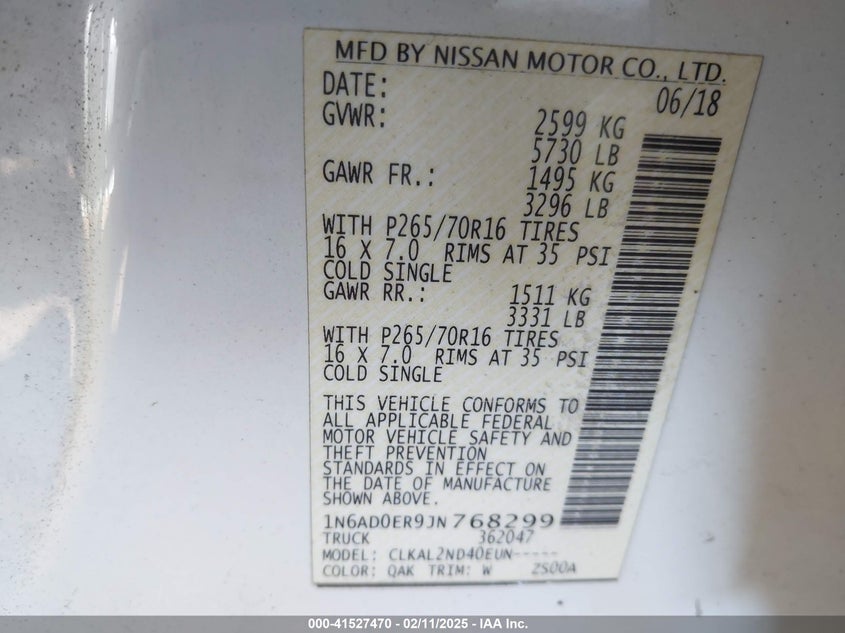 MFD BY NISSAN MOTOR CO., LTD.
DATE: 06/18
GVWR: 2599 KG
5730 LB
GAWR FR.: 1495 KG
3296 LB
WITH P265/70R16 TIRES
16 X 7.0 RIMS AT 35 PSI
COLD SINGLE
GAWR RR.: 1511 KG
3331 LB
WITH P265/70R16 TIRES
16 X 7.0 RIMS AT 35 PSI
COLD SINGLE
THIS VEHICLE CONFORMS TO
ALL APPLICABLE FEDERAL
MOTOR VEHICLE SAFETY AND
THEFT PREVENTION
STANDARDS IN EFFECT ON
THE DATE OF MANUFACTURE
SHOWN ABOVE.
1N6AD0ER9JN768299
TRUCK 362047
MODEL: CLKAL2ND40EUN-----
COLOR: QAK TRIM: W ZS00A
000-41527470 - 02/11/2025 - IAA Inc.